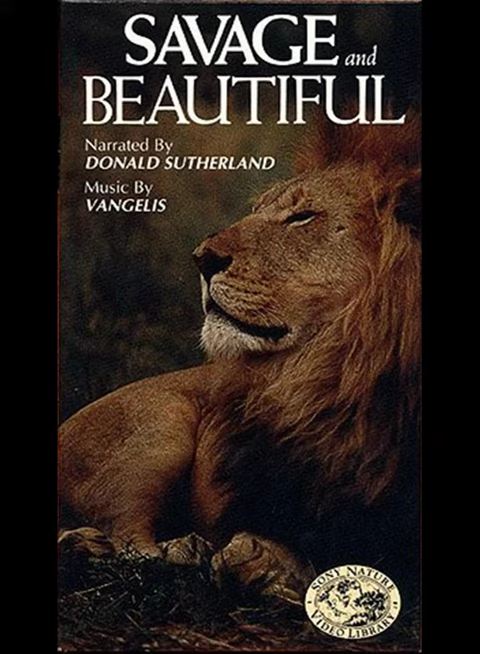 SAVAGE and
BEAUTIFUL
Narrated By
DONALD SUTHERLAND
Music By
VANGELIS
SONY NATURE
VIDEO LIBRARY